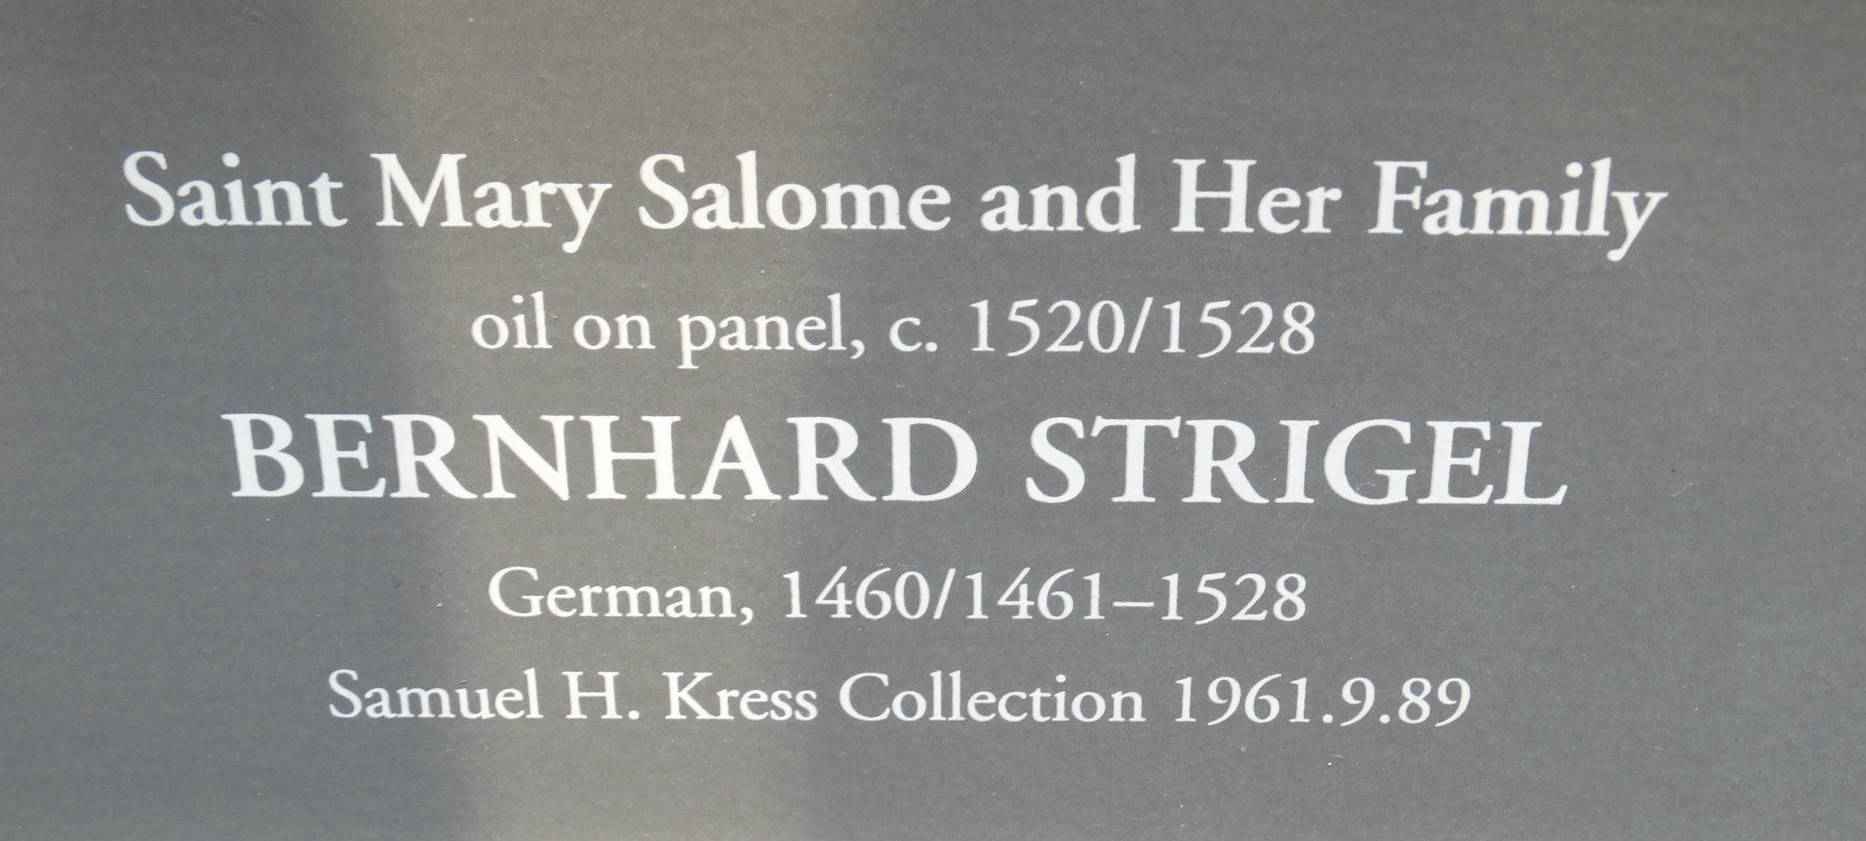 Saint Mary Salome and Her Family
oil on panel, c. 1520/1528
BERNHARD STRIGEL
German, 1460/1461–1528
Samuel H. Kress Collection 1961.9.89